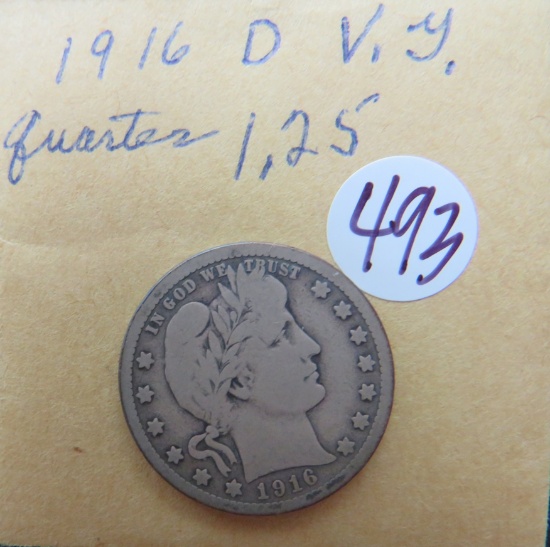 1916 D V.G.
quarter 1.25
493
IN GOD WE TRUST
1916